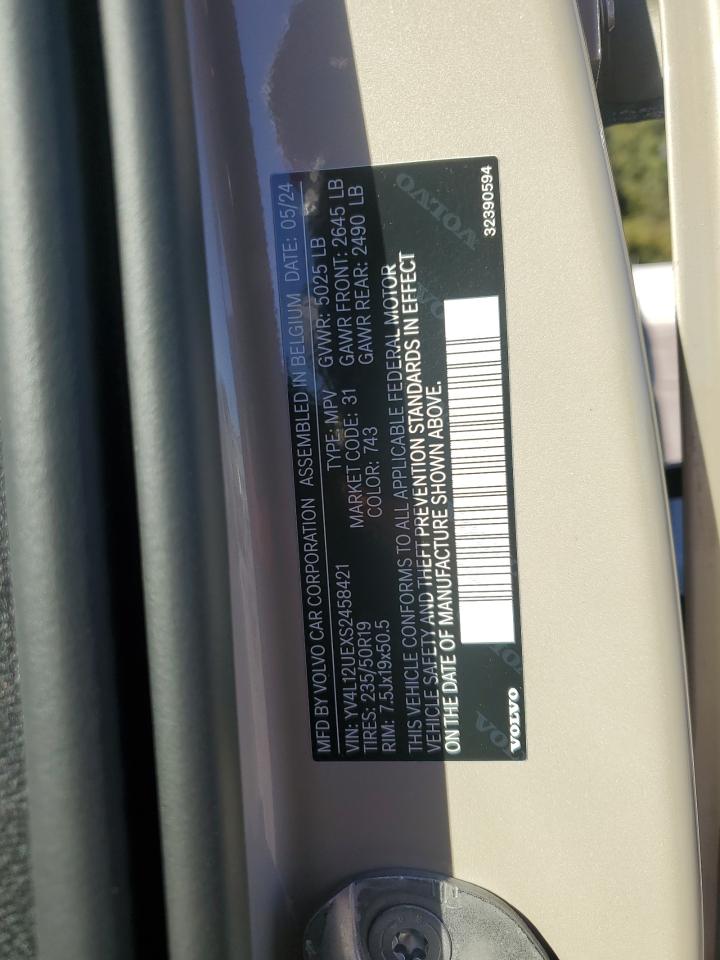 MFD BY VOLVO CAR CORPORATION ASSEMBLED IN BELGIUM DATE: 05/24
VIN: YV4L12UEXS2458421 TYPE: MPV GVWR: 5025 LB
TIRES: 235/50R19 MARKET CODE: 31 GAWR FRONT: 2645 LB
RIM: 7.5Jx19x50.5 COLOR: 743 GAWR REAR: 2490 LB
THIS VEHICLE CONFORMS TO ALL APPLICABLE FEDERAL MOTOR
VEHICLE SAFETY AND THEFT PREVENTION STANDARDS IN EFFECT
ON THE DATE OF MANUFACTURE SHOWN ABOVE.
VOLVO 32390594